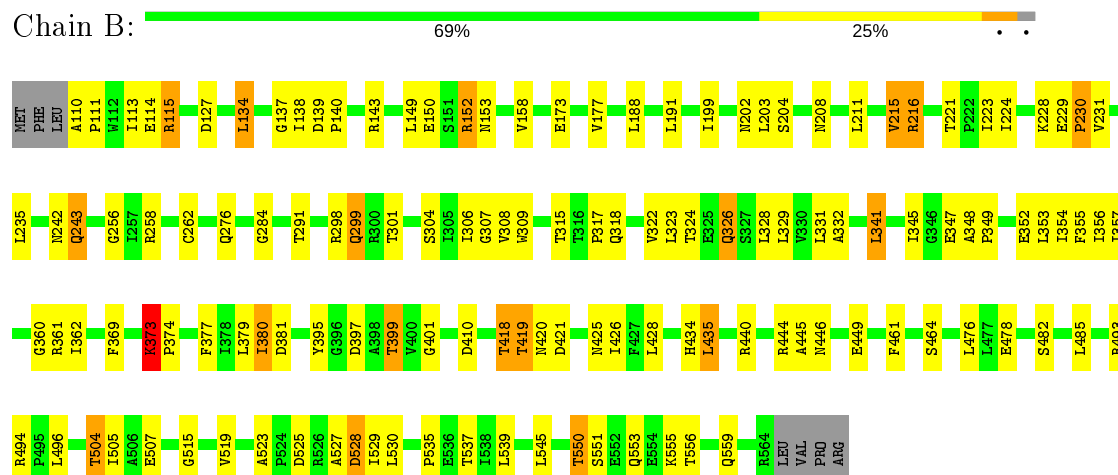 Chain B:
69% 25% • •
MET PHE LEU A110 P111 W112 I113 E114 R115 D127 L134 G137 I138 D139 P140 R143 L149 E150 S151 R152 N153 V158 E173 V177 L188 L191 I199 N202 L203 S204 N208 L211 V215 R216 T221 P222 I223 I224 K228 E229 P230 V231
L235 N242 Q243 G256 I257 R258 C262 Q276 G284 T291 R298 Q299 R300 T301 S304 I305 I306 G307 V308 W309 T315 T316 P317 Q318 V322 L323 T324 E325 Q326 S327 L328 L329 V330 L331 A332 L341 I345 G346 E347 A348 P349 E352 L353 I354 F355 I356 I357
G360 R361 I362 F369 K373 P374 F377 I378 L379 I380 D381 Y395 G396 D397 A398 T399 V400 G401 D410 T418 T419 N420 D421 N425 I426 F427 L428 H434 L435 R440 R444 A445 N446 E449 F461 S464 L476 L477 E478 S482 L485 R493
R494 P495 L496 T504 I505 A506 E507 G515 V519 A523 P524 D525 R526 A527 D528 I529 L530 P535 E536 T537 I538 L539 L545 T550 S551 E552 Q553 E554 K555 T556 Q559 R564 LEU VAL PRO ARG